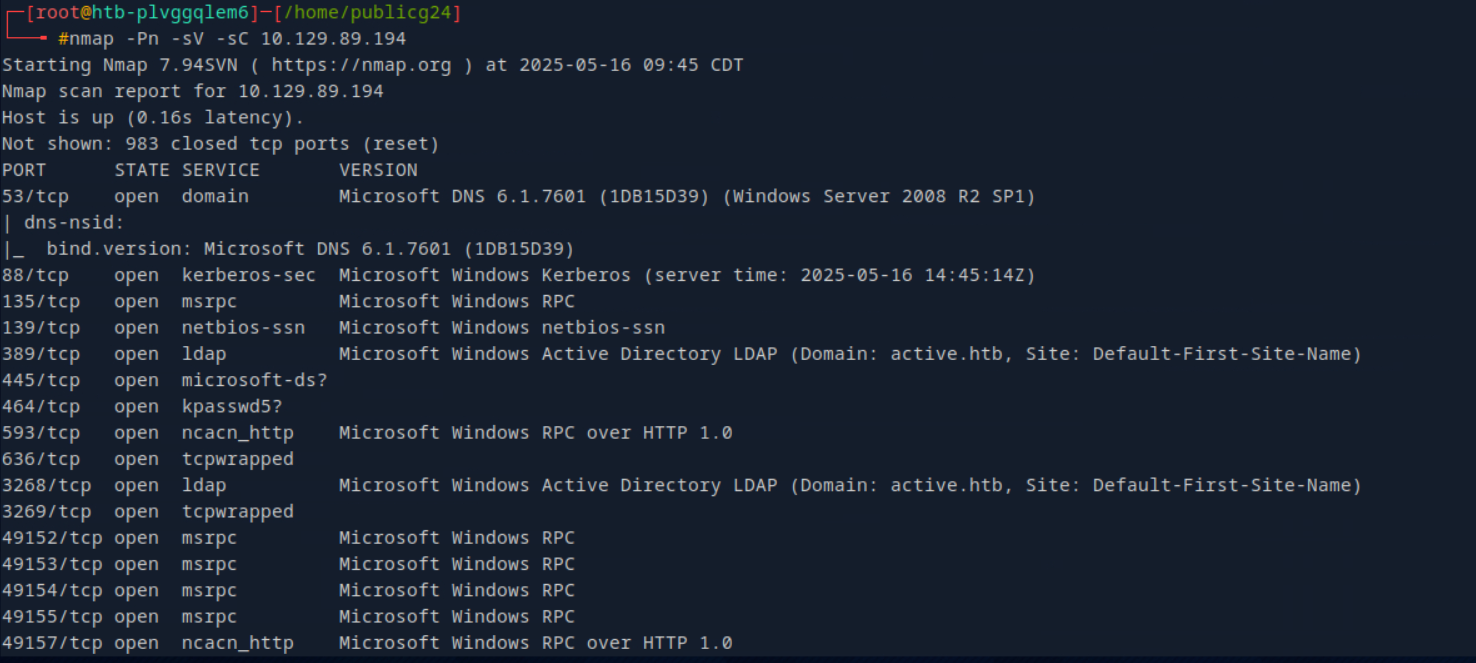 ┌─[root@htb-plvggqlem6]─[/home/publicg24]
└──╼ #nmap -Pn -sV -sC 10.129.89.194
Starting Nmap 7.94SVN ( https://nmap.org ) at 2025-05-16 09:45 CDT
Nmap scan report for 10.129.89.194
Host is up (0.16s latency).
Not shown: 983 closed tcp ports (reset)
PORT      STATE SERVICE       VERSION
53/tcp    open  domain        Microsoft DNS 6.1.7601 (1DB15D39) (Windows Server 2008 R2 SP1)
| dns-nsid:
|_  bind.version: Microsoft DNS 6.1.7601 (1DB15D39)
88/tcp    open  kerberos-sec  Microsoft Windows Kerberos (server time: 2025-05-16 14:45:14Z)
135/tcp   open  msrpc         Microsoft Windows RPC
139/tcp   open  netbios-ssn   Microsoft Windows netbios-ssn
389/tcp   open  ldap          Microsoft Windows Active Directory LDAP (Domain: active.htb, Site: Default-First-Site-Name)
445/tcp   open  microsoft-ds?
464/tcp   open  kpasswd5?
593/tcp   open  ncacn_http    Microsoft Windows RPC over HTTP 1.0
636/tcp   open  tcpwrapped
3268/tcp  open  ldap          Microsoft Windows Active Directory LDAP (Domain: active.htb, Site: Default-First-Site-Name)
3269/tcp  open  tcpwrapped
49152/tcp open  msrpc         Microsoft Windows RPC
49153/tcp open  msrpc         Microsoft Windows RPC
49154/tcp open  msrpc         Microsoft Windows RPC
49155/tcp open  msrpc         Microsoft Windows RPC
49157/tcp open  ncacn_http    Microsoft Windows RPC over HTTP 1.0